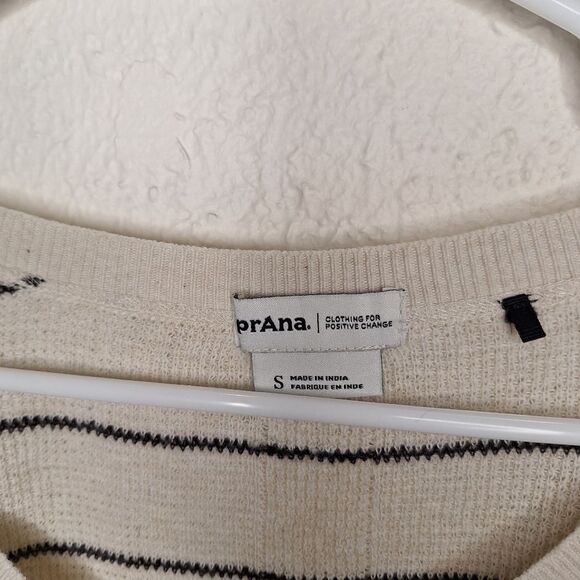 prAna.
CLOTHING FOR
POSITIVE CHANGE
S
MADE IN INDIA
FABRIQUE EN INDE